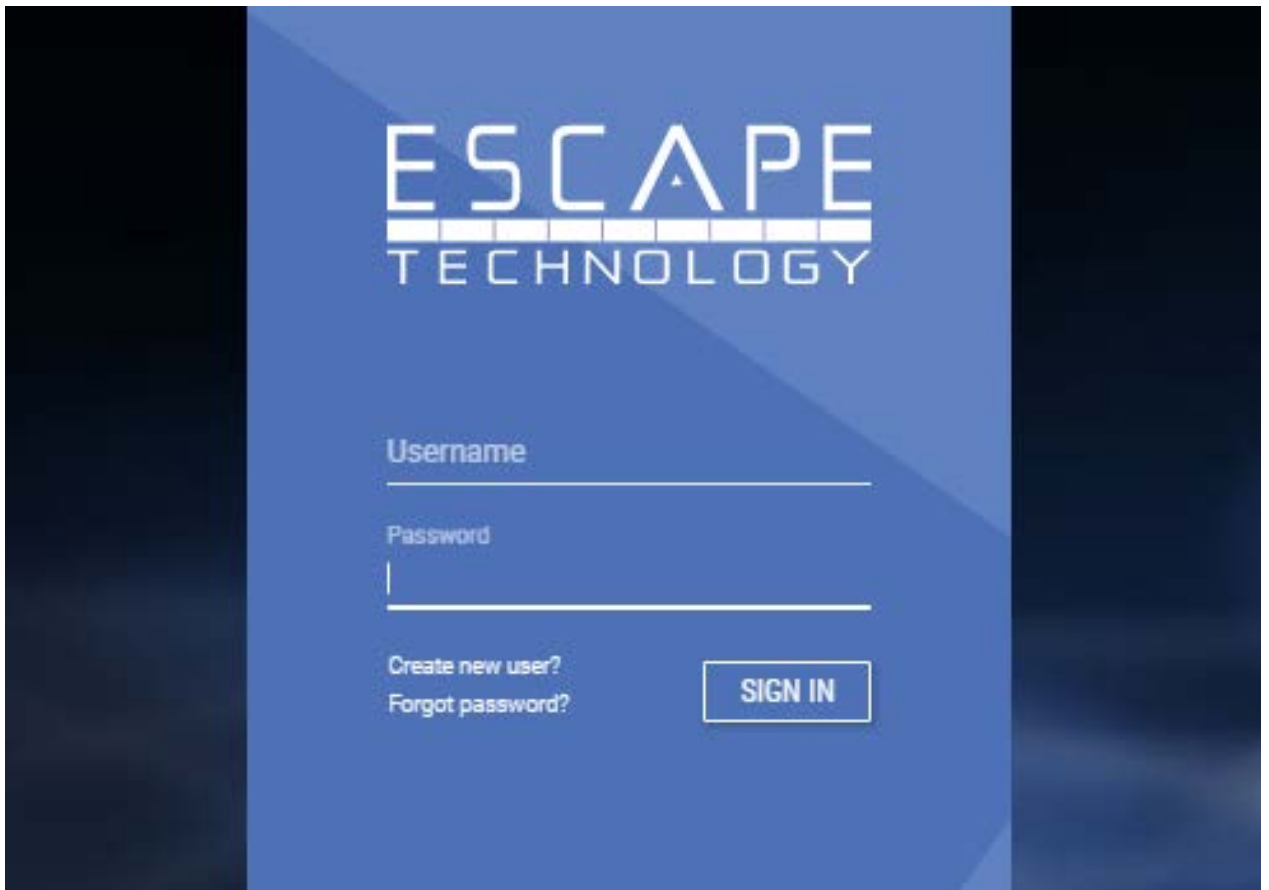 ESCAPE
TECHNOLOGY
Username
Password
Create new user?
Forgot password?
SIGN IN